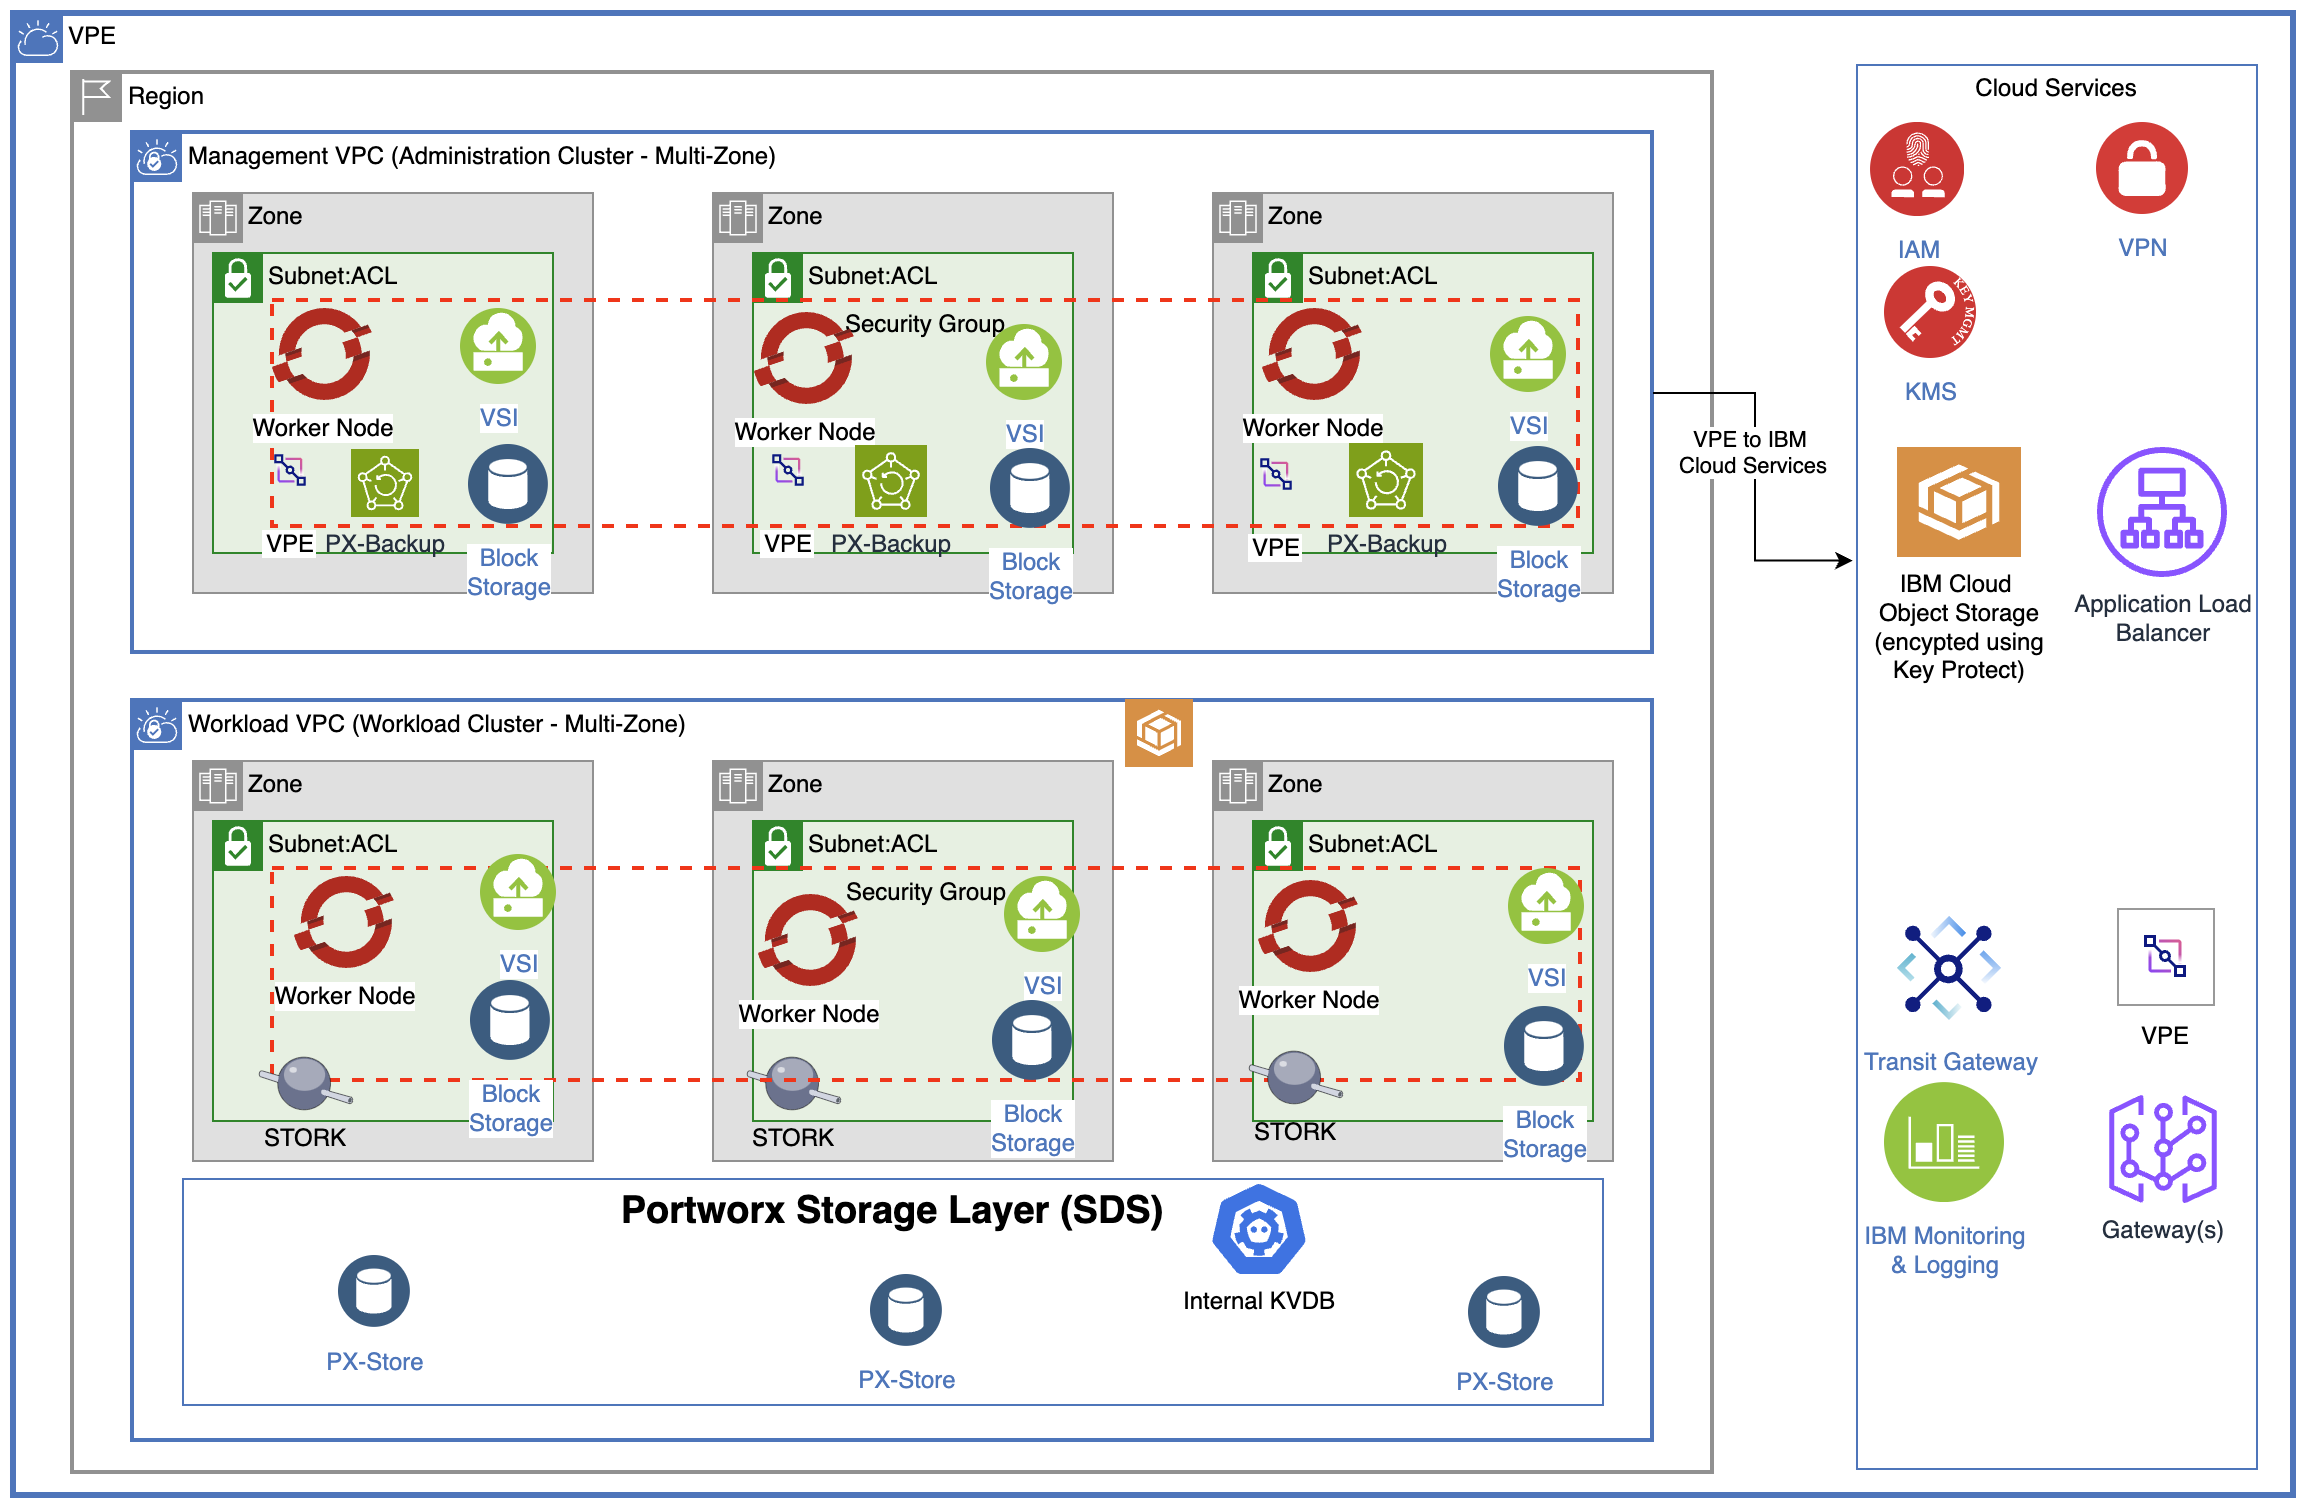 VPE
Region
Management VPC (Administration Cluster - Multi-Zone)
Zone
Subnet:ACL
Worker Node
VSI
VPE
PX-Backup
Block
Storage
Zone
Subnet:ACL
Security Group
Worker Node
VSI
VPE
PX-Backup
Block
Storage
Zone
Subnet:ACL
Worker Node
VSI
VPE
PX-Backup
Block
Storage
VPE to IBM
Cloud Services
Workload VPC (Workload Cluster - Multi-Zone)
Zone
Subnet:ACL
Worker Node
VSI
STORK
Block
Storage
Zone
Subnet:ACL
Security Group
Worker Node
VSI
STORK
Block
Storage
Zone
Subnet:ACL
Worker Node
VSI
STORK
Block
Storage
Portworx Storage Layer (SDS)
Internal KVDB
PX-Store
PX-Store
PX-Store
Cloud Services
IAM
VPN
KEY MGMT
KMS
IBM Cloud
Object Storage
(encypted using
Key Protect)
Application Load
Balancer
Transit Gateway
VPE
IBM Monitoring
& Logging
Gateway(s)